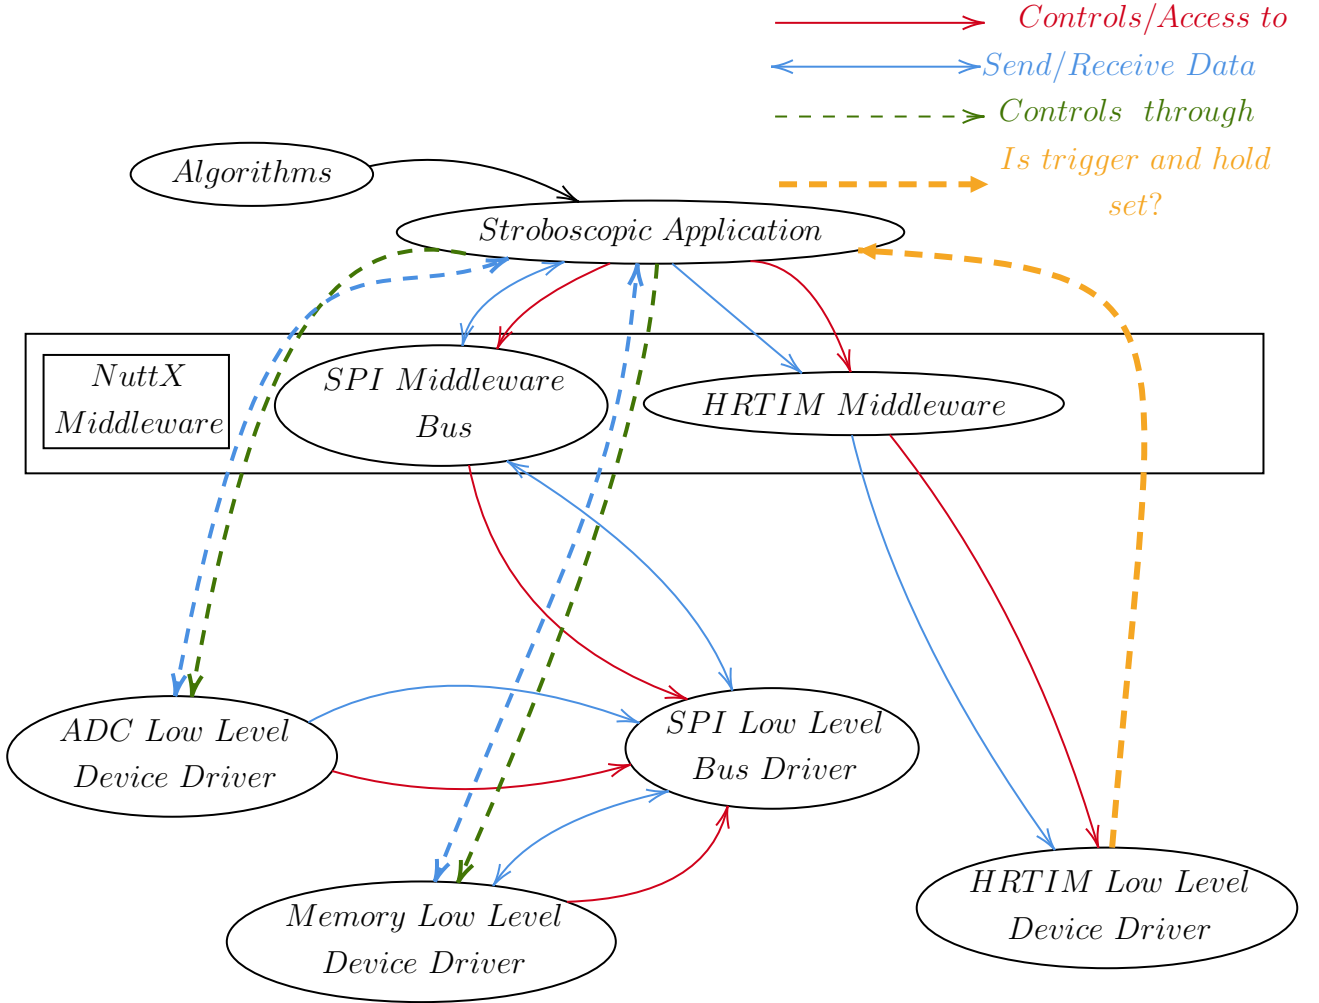 Controls/Access to
Send/Receive Data
Controls through
Is trigger and hold
set?
Algorithms
Stroboscopic Application
NuttX
Middleware
SPI Middleware
Bus
HRTIM Middleware
ADC Low Level
Device Driver
SPI Low Level
Bus Driver
Memory Low Level
Device Driver
HRTIM Low Level
Device Driver